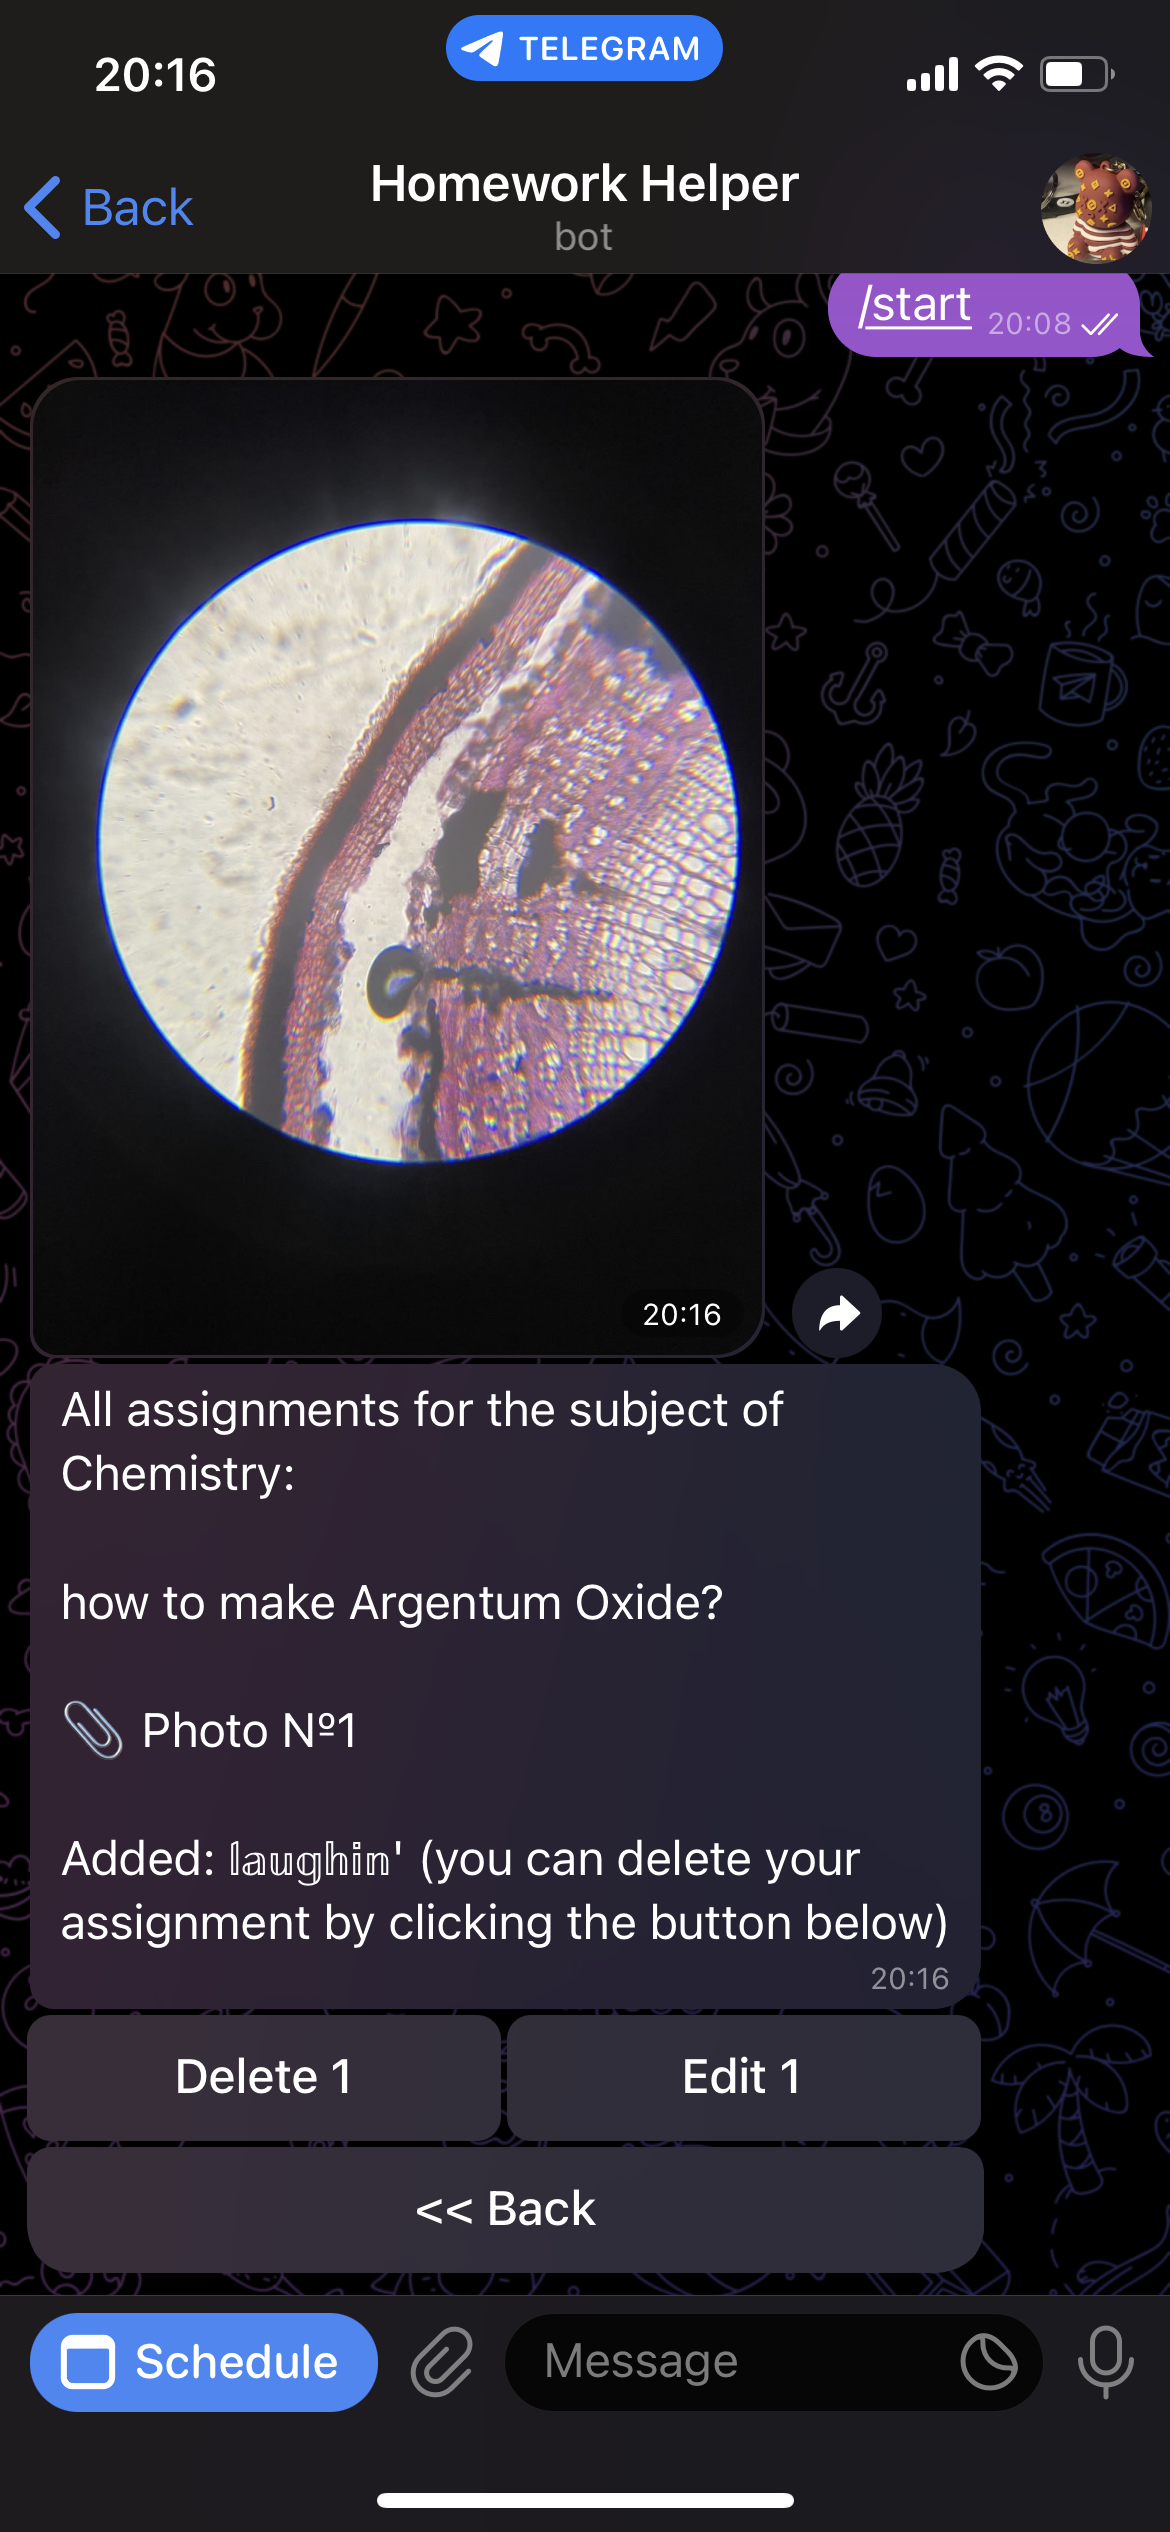 20:16
TELEGRAM
Back
Homework Helper
bot
/start 20:08
20:16
All assignments for the subject of
Chemistry:
how to make Argentum Oxide?
📎 Photo №1
Added: 𝕝𝕒𝕦𝕘𝕙𝕚𝕟' (you can delete your
assignment by clicking the button below)
20:16
Delete 1
Edit 1
<< Back
Schedule
Message